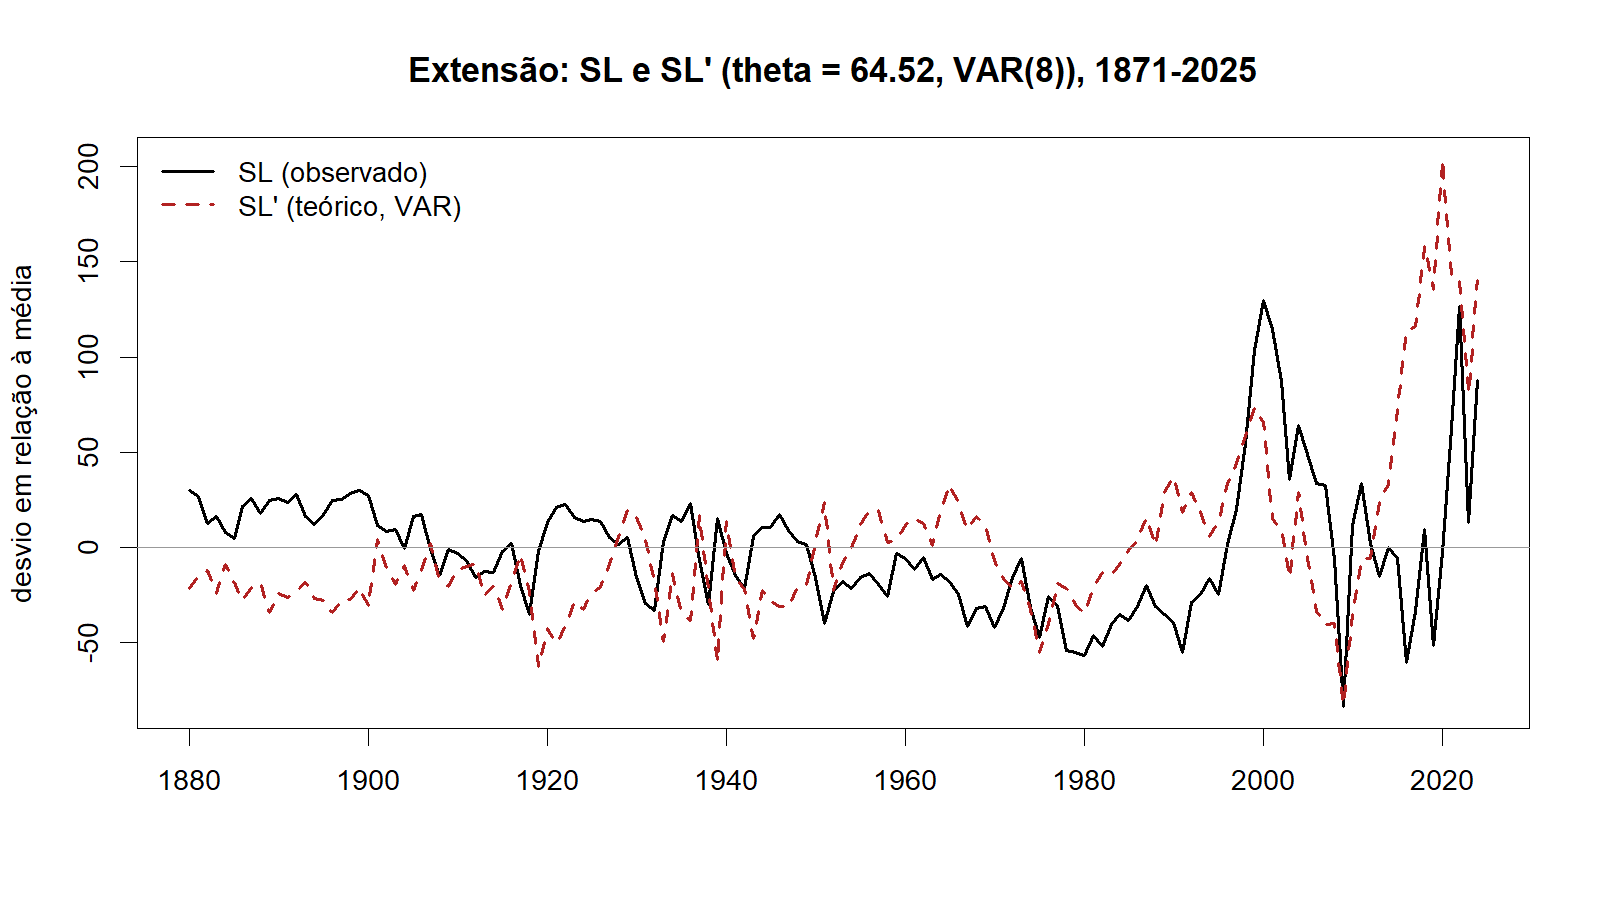 Extensão: SL e SL' (theta = 64.52, VAR(8)), 1871-2025
SL (observado)
SL' (teórico, VAR)
desvio em relação à média
200
150
100
50
0
-50
1880 1900 1920 1940 1960 1980 2000 2020